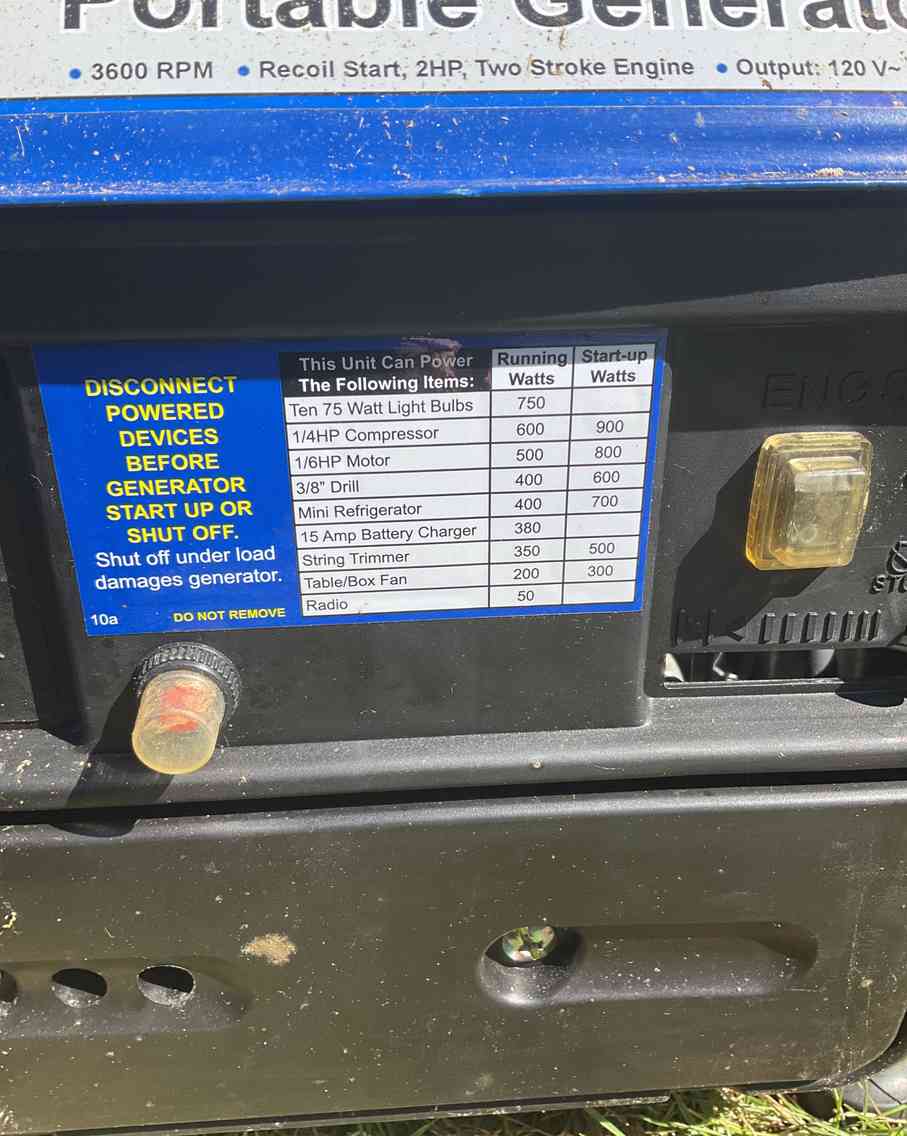 Portable Generato
• 3600 RPM • Recoil Start, 2HP, Two Stroke Engine • Output: 120 V~
DISCONNECT
POWERED
DEVICES
BEFORE
GENERATOR
START UP OR
SHUT OFF.
Shut off under load
damages generator.
10a DO NOT REMOVE
This Unit Can Power
The Following Items: Running Watts Start-up Watts
Ten 75 Watt Light Bulbs 750
1/4HP Compressor 600 900
1/6HP Motor 500 800
3/8" Drill 400 600
Mini Refrigerator 400 700
15 Amp Battery Charger 380
String Trimmer 350 500
Table/Box Fan 200 300
Radio 50